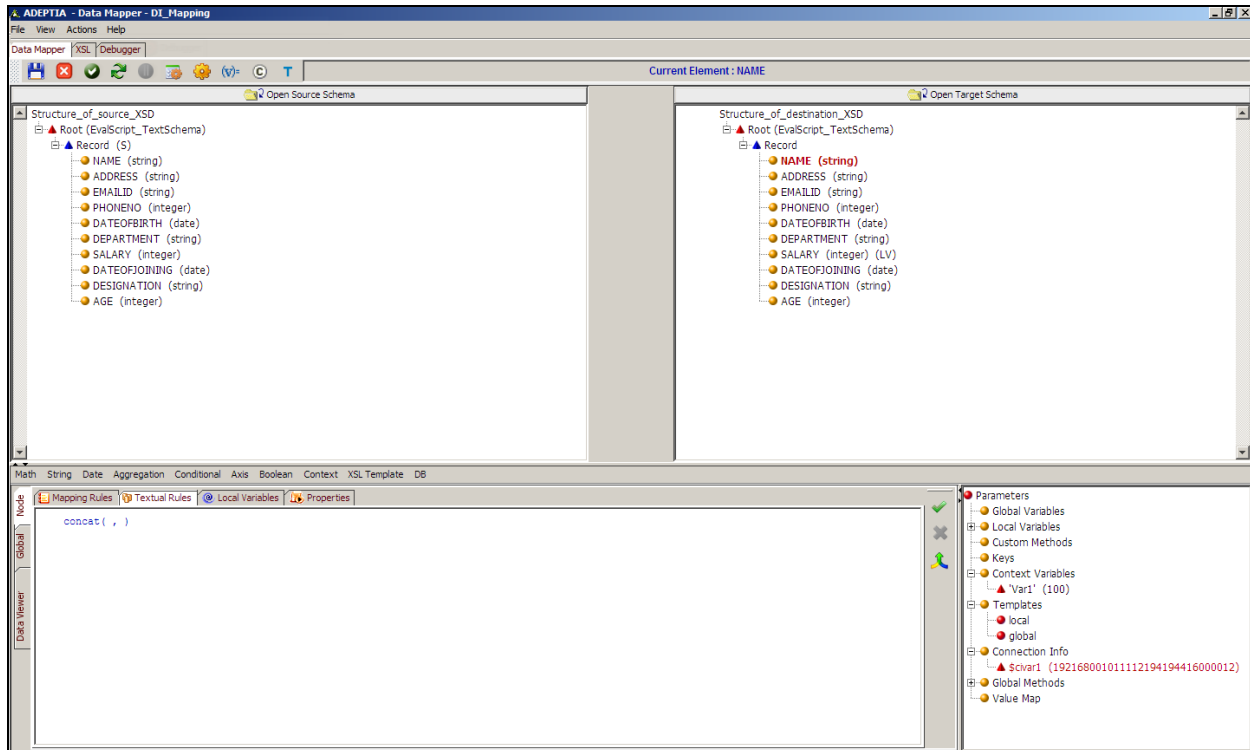 ADEPTIA - Data Mapper - DI_Mapping
File View Actions Help
Data Mapper XSL Debugger
(V)= C T Current Element : NAME
Open Source Schema
Structure_of_source_XSD
Root (EvalScript_TextSchema)
Record (S)
NAME (string)
ADDRESS (string)
EMAILID (string)
PHONENO (integer)
DATEOFBIRTH (date)
DEPARTMENT (string)
SALARY (integer)
DATEOFJOINING (date)
DESIGNATION (string)
AGE (integer)
Open Target Schema
Structure_of_destination_XSD
Root (EvalScript_TextSchema)
Record
NAME (string)
ADDRESS (string)
EMAILID (string)
PHONENO (integer)
DATEOFBIRTH (date)
DEPARTMENT (string)
SALARY (integer) (LV)
DATEOFJOINING (date)
DESIGNATION (string)
AGE (integer)
Math String Date Aggregation Conditional Axis Boolean Context XSL Template DB
Node
Global
Data Viewer
Mapping Rules Textual Rules Local Variables Properties
concat( , )
Parameters
Global Variables
Local Variables
Custom Methods
Keys
Context Variables
'Var1' (100)
Templates
local
global
Connection Info
$civar1 (192168001011112194194416000012)
Global Methods
Value Map